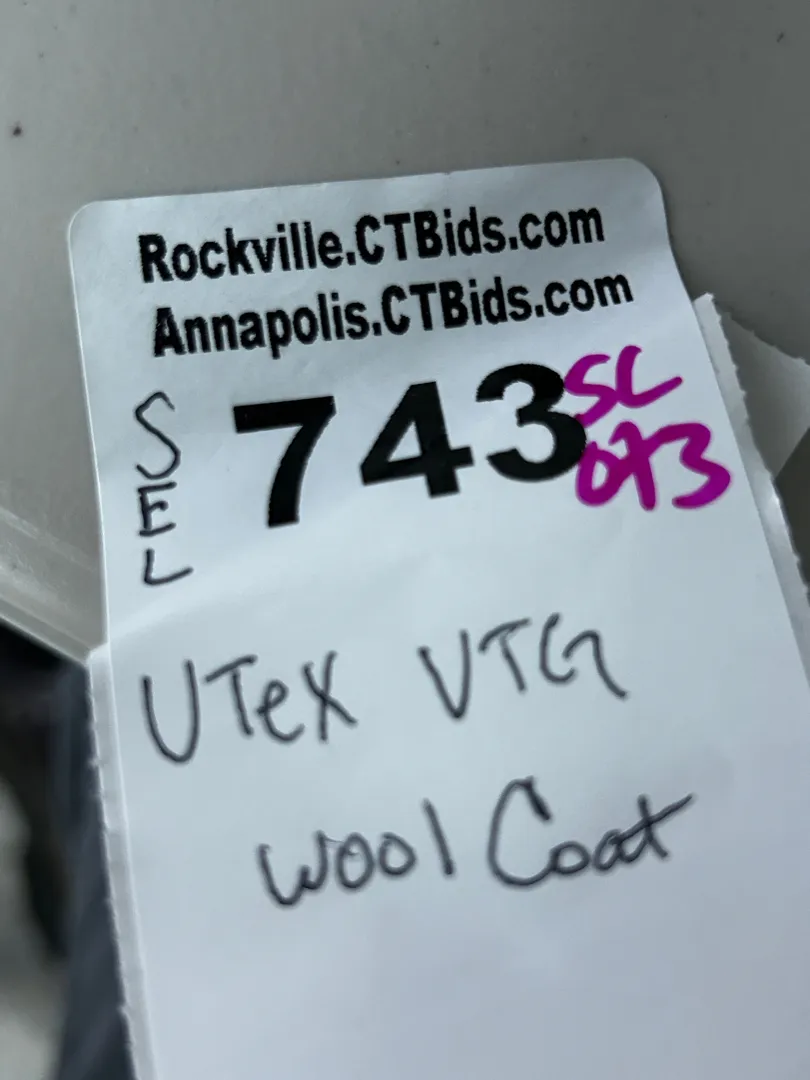 Rockville.CTBids.com
Annapolis.CTBids.com
SEL
743
SC
073
UTex VTG
Wool Coat